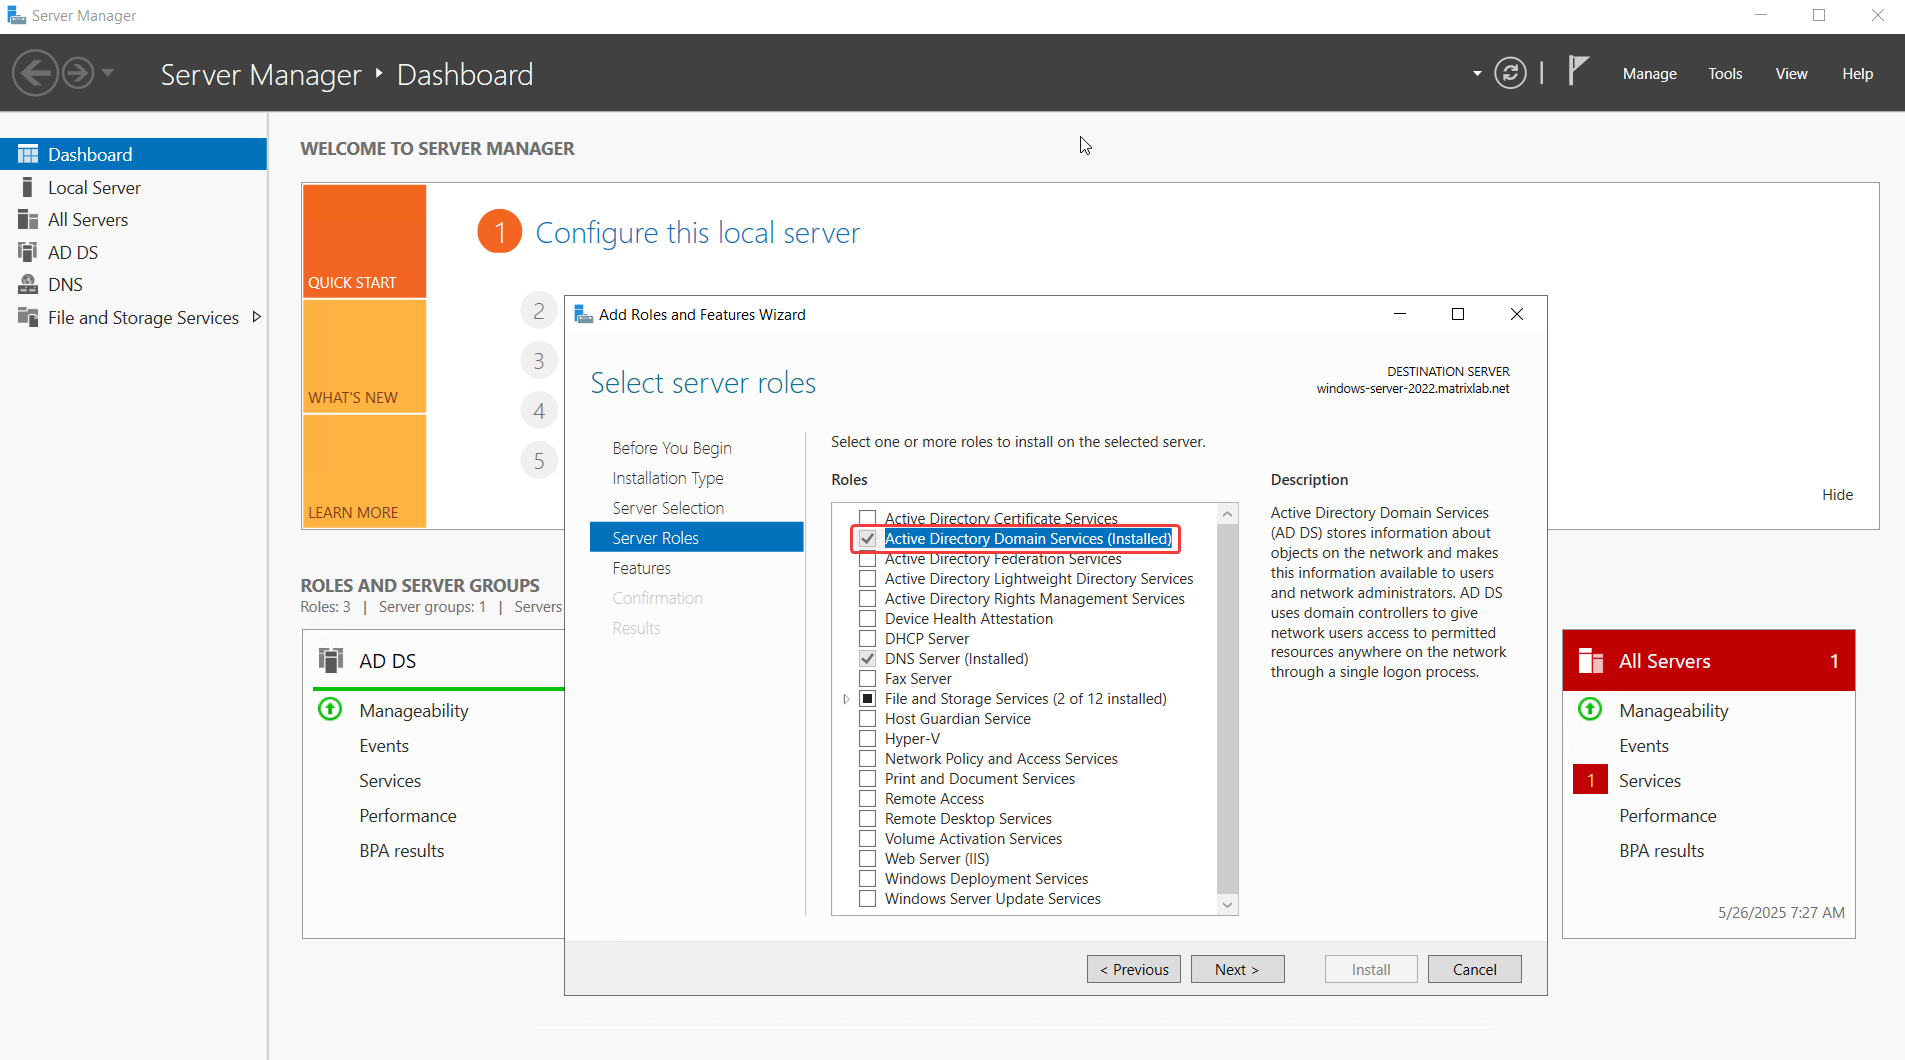 Server Manager
Server Manager ‣ Dashboard
Manage Tools View Help
Dashboard
Local Server
All Servers
AD DS
DNS
File and Storage Services
WELCOME TO SERVER MANAGER
QUICK START
WHAT'S NEW
LEARN MORE
1 Configure this local server
2
3
4
5
Hide
ROLES AND SERVER GROUPS
Roles: 3 | Server groups: 1 | Servers
AD DS
Manageability
Events
Services
Performance
BPA results
Add Roles and Features Wizard
Select server roles
DESTINATION SERVER
windows-server-2022.matrixlab.net
Before You Begin
Installation Type
Server Selection
Server Roles
Features
Confirmation
Results
Select one or more roles to install on the selected server.
Roles
Active Directory Certificate Services
Active Directory Domain Services (Installed)
Active Directory Federation Services
Active Directory Lightweight Directory Services
Active Directory Rights Management Services
Device Health Attestation
DHCP Server
DNS Server (Installed)
Fax Server
File and Storage Services (2 of 12 installed)
Host Guardian Service
Hyper-V
Network Policy and Access Services
Print and Document Services
Remote Access
Remote Desktop Services
Volume Activation Services
Web Server (IIS)
Windows Deployment Services
Windows Server Update Services
Description
Active Directory Domain Services
(AD DS) stores information about
objects on the network and makes
this information available to users
and network administrators. AD DS
uses domain controllers to give
network users access to permitted
resources anywhere on the network
through a single logon process.
< Previous
Next >
Install
Cancel
All Servers 1
Manageability
Events
1 Services
Performance
BPA results
5/26/2025 7:27 AM